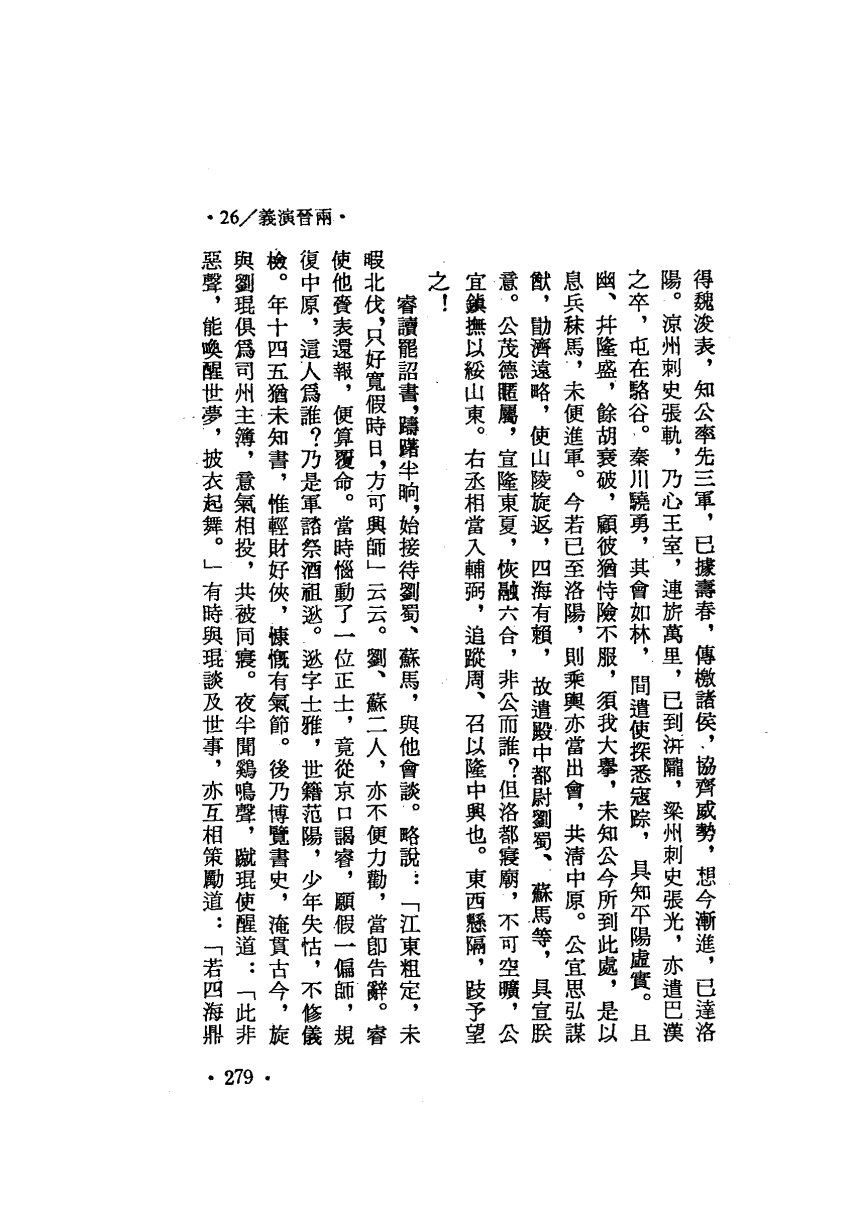 •26／義演晉兩•
得魏浚表，知公率先三軍，已據壽春，傳檄諸侯，協齊威勢，想今漸進，已達洛
陽。涼州刺史張軌，乃心王室，連旂萬里，已到汧隴，梁州刺史張光，亦遣巴漢
之卒，屯在駱谷。秦川驍勇，其會如林，間遣使探悉寇踪，具知平陽虛實。且
幽、幷隆盛，餘胡衰破，顧彼猶恃險不服，須我大舉，未知公今所到此處，是以
息兵秣馬，未便進軍。今若已至洛陽，則乘輿亦當出會，共淸中原。公宜思弘謀
猷，勖濟遠略，使山陵旋返，四海有賴，故遣殿中都尉劉蜀、蘇馬等，具宣朕
意。公茂德暱屬，宣隆東夏，恢融六合，非公而誰？但洛都寢廟，不可空曠，公
宜鎮撫以綏山東。右丞相當入輔弼，追蹤周、召以隆中興也。東西懸隔，跂予望
之！
睿讀罷詔書，躊躇半晌，始接待劉蜀、蘇馬，與他會談。略說：「江東粗定，未
暇北伐，只好寬假時日，方可興師」云云。劉、蘇二人，亦不便力勸，當卽告辭。睿
使他賫表還報，便算覆命。當時惱動了一位正士，竟從京口謁睿，願假一偏師，規
復中原，這人爲誰？乃是軍諮祭酒祖逖。逖字士雅，世籍范陽，少年失怙，不修儀
檢。年十四五猶未知書，惟輕財好俠，慷慨有氣節。後乃博覽書史，淹貫古今，旋
與劉琨俱爲司州主簿，意氣相投，共被同寢。夜半聞鷄鳴聲，蹴琨使醒道：「此非
惡聲，能喚醒世夢，披衣起舞。」有時與琨談及世事，亦互相策勵道：「若四海鼎
•279•